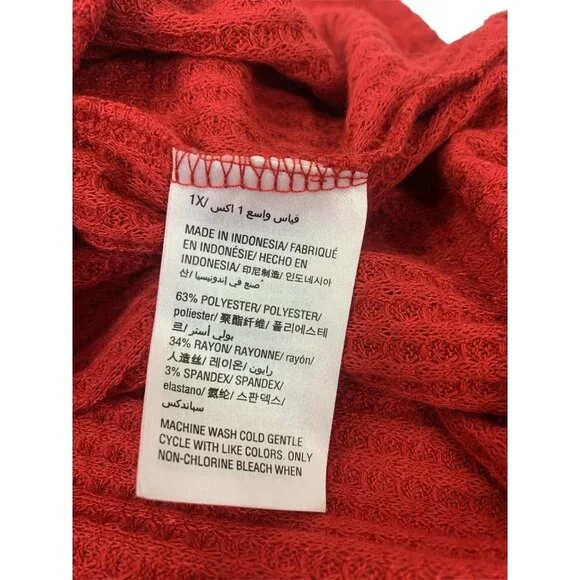 1X/ قياس واسع 1 اكس
MADE IN INDONESIA/ FABRIQUÉ
EN INDONÉSIE/ HECHO EN
INDONESIA/ 印尼制造/ 인도네시아
산/ صنع في إندونيسيا
63% POLYESTER/ POLYESTER/
poliester/ 聚酯纤维/ 폴리에스테
르/ بولي أستر
34% RAYON/ RAYONNE/ rayón/
人造丝/ 레이온/ رايون
3% SPANDEX/ SPANDEX/
elastano/ 氨纶/ 스판덱스/
سباندكس
MACHINE WASH COLD GENTLE
CYCLE WITH LIKE COLORS. ONLY
NON-CHLORINE BLEACH WHEN